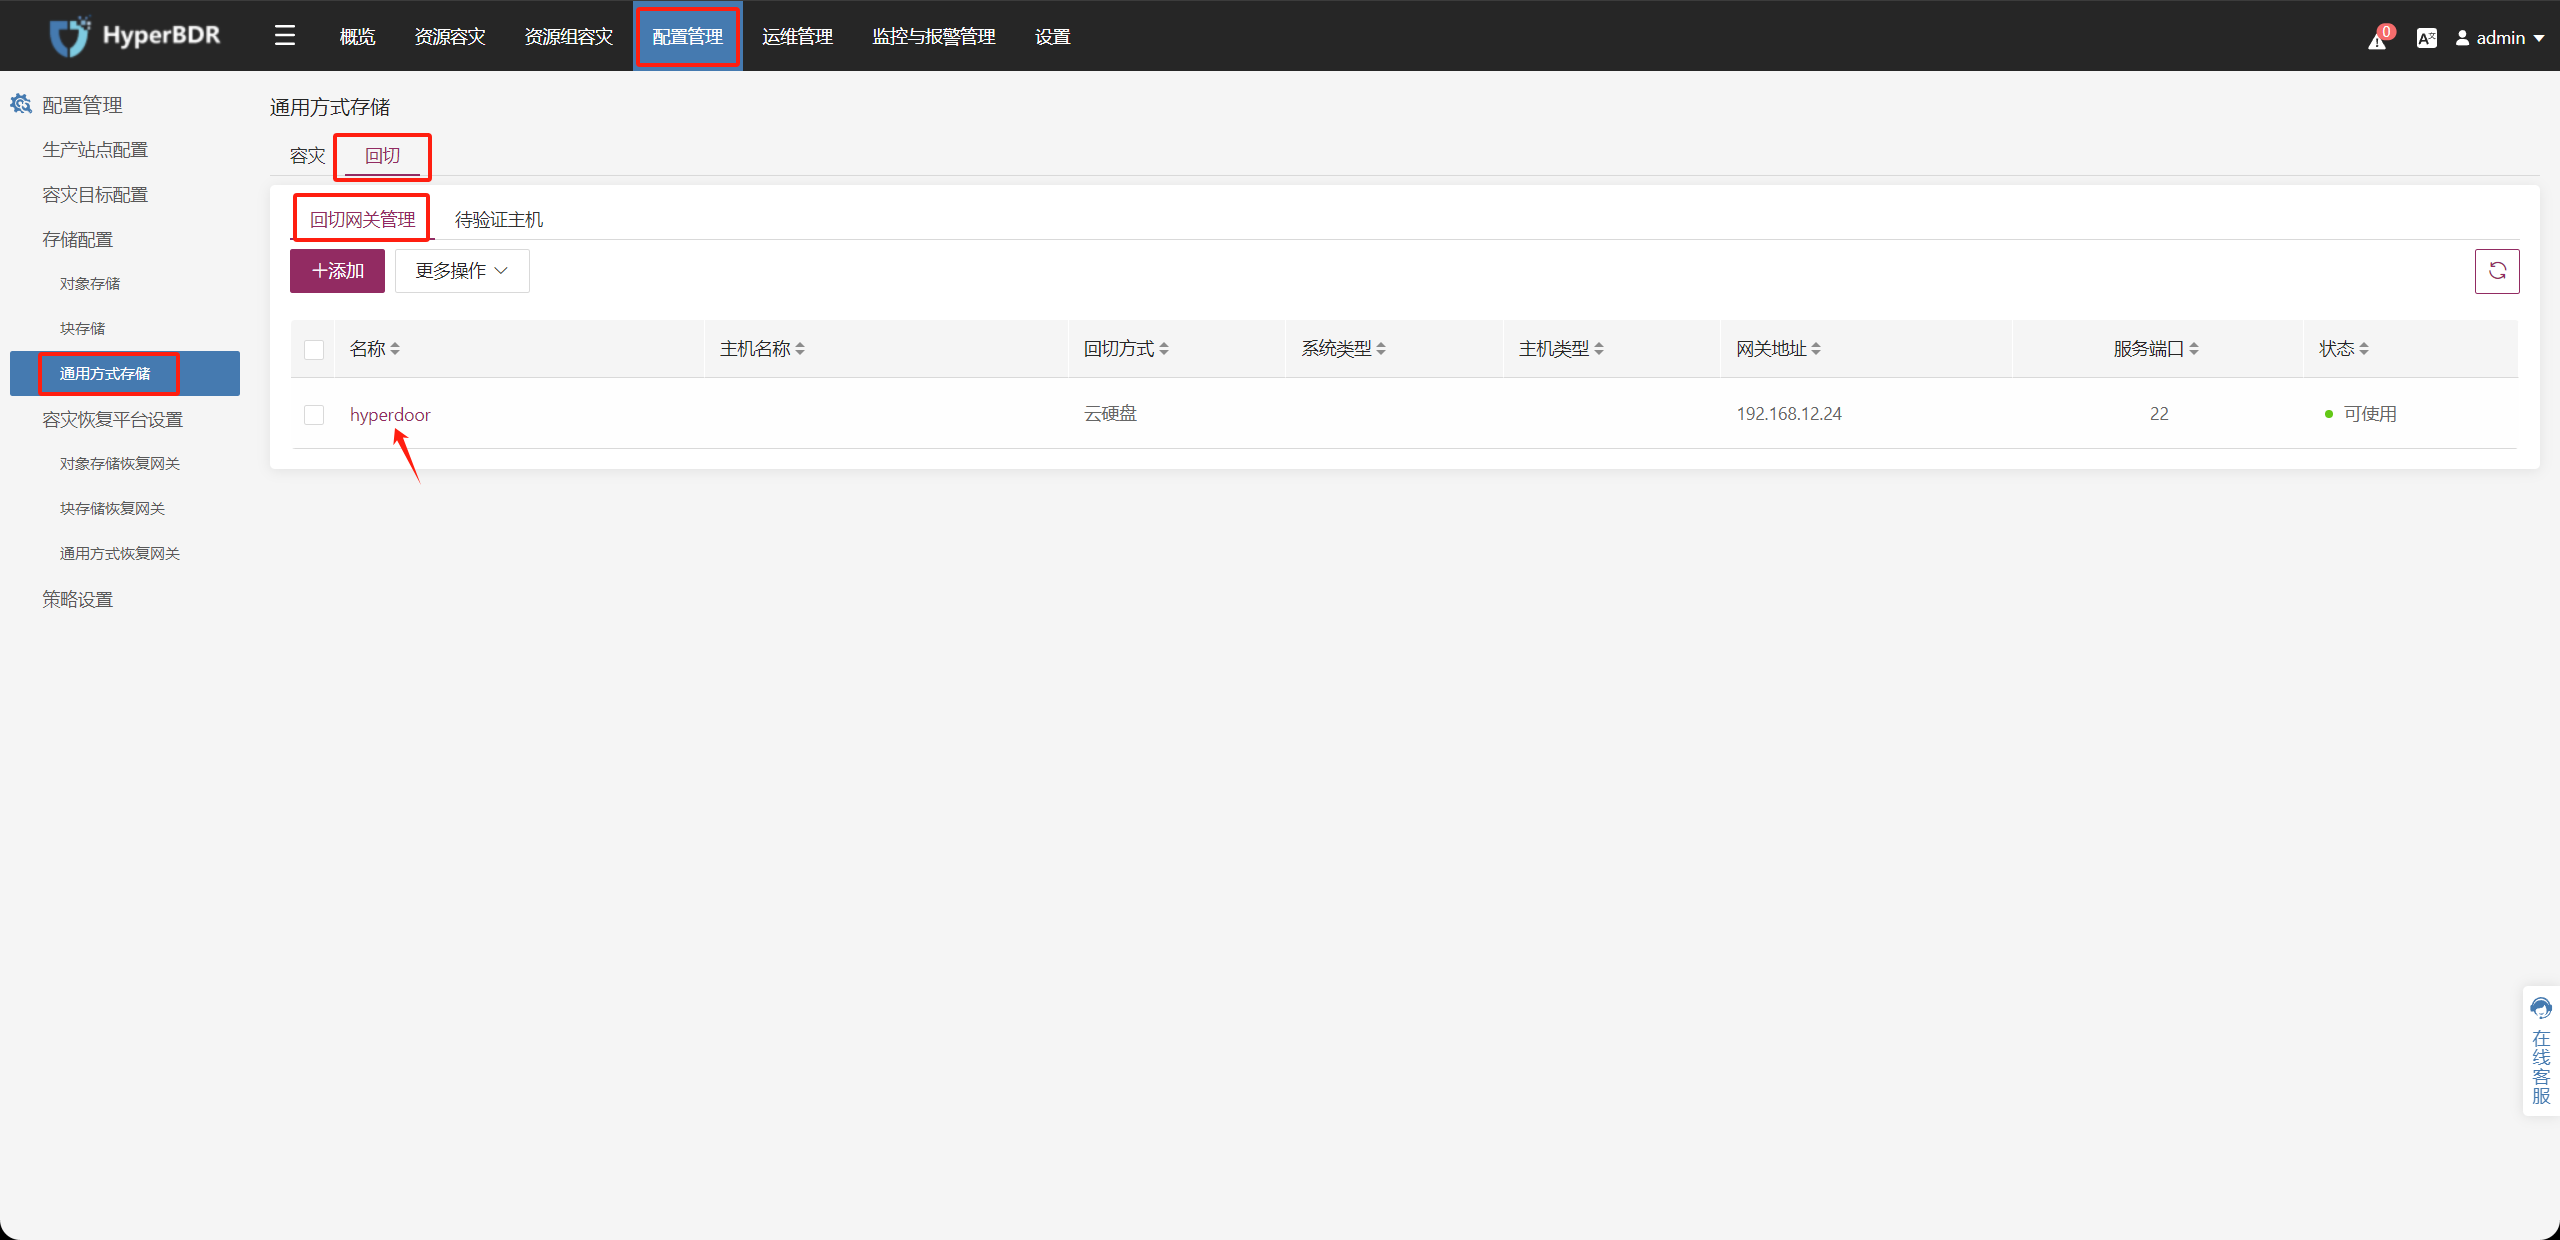 HyperBDR
概览 资源容灾 资源组容灾 配置管理 运维管理 监控与报警管理 设置
0
admin
配置管理
生产站点配置
容灾目标配置
存储配置
对象存储
块存储
通用方式存储
容灾恢复平台设置
对象存储恢复网关
块存储恢复网关
通用方式恢复网关
策略设置
通用方式存储
容灾 回切
回切网关管理 待验证主机
+添加 更多操作
名称 主机名称 回切方式 系统类型 主机类型 网关地址 服务端口 状态
hyperdoor 云硬盘 192.168.12.24 22 可使用
在线客服